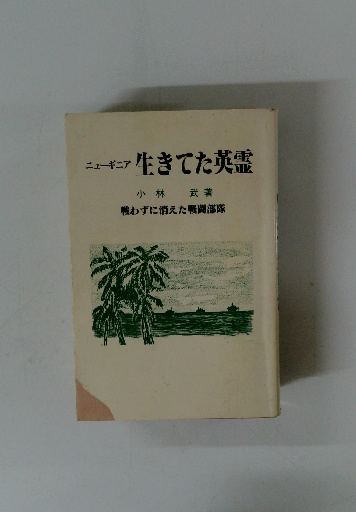 ニューギニア 生きてた英霊
小林 武著
戦わずに消えた戦闘部隊